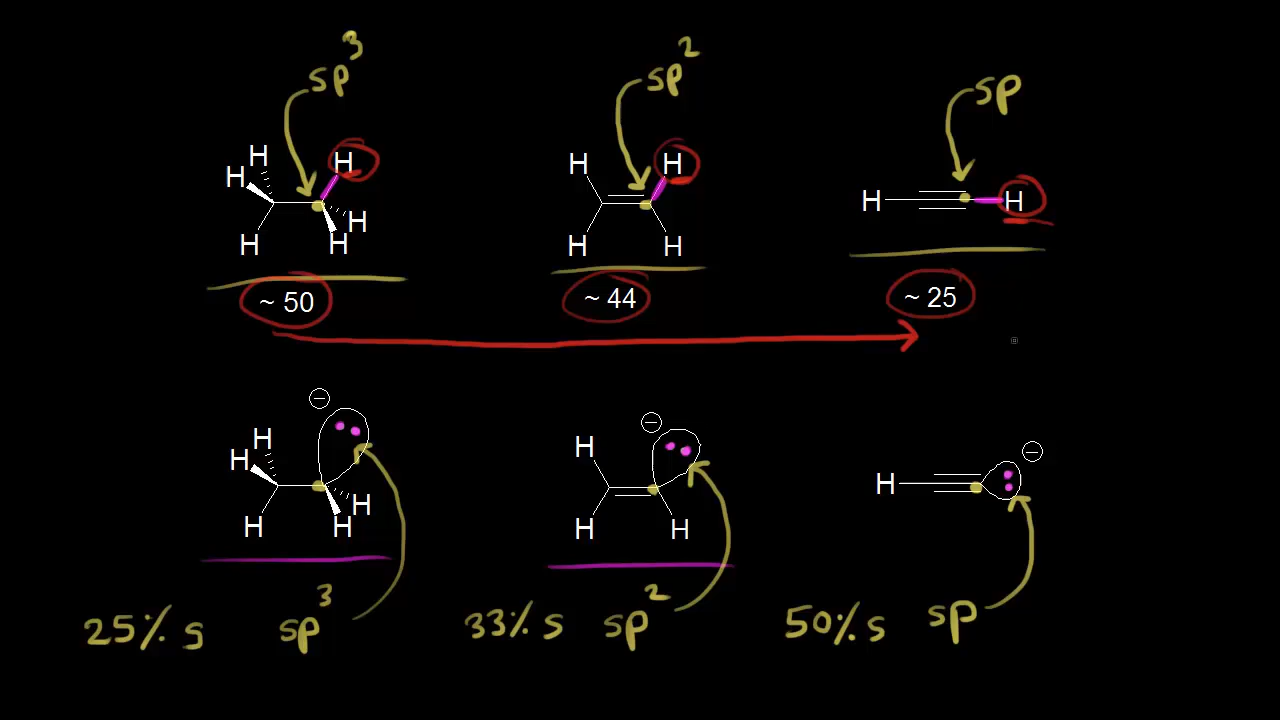 sp³ sp² sp
H H H H
H H H H
H H H H H
~ 50 ~ 44 ~ 25
− − −
H H
H H H
H H H H
25% s sp³ 33% s sp² 50% s sp